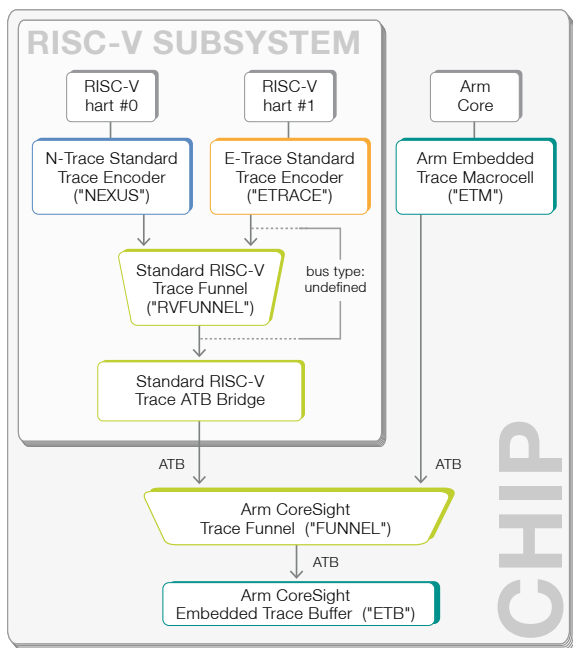 RISC-V SUBSYSTEM
RISC-V
hart #0
RISC-V
hart #1
Arm
Core
N-Trace Standard
Trace Encoder
("NEXUS")
E-Trace Standard
Trace Encoder
("ETRACE")
Arm Embedded
Trace Macrocell
("ETM")
Standard RISC-V
Trace Funnel
("RVFUNNEL")
bus type:
undefined
Standard RISC-V
Trace ATB Bridge
ATB
ATB
Arm CoreSight
Trace Funnel ("FUNNEL")
ATB
Arm CoreSight
Embedded Trace Buffer ("ETB")
CHIP